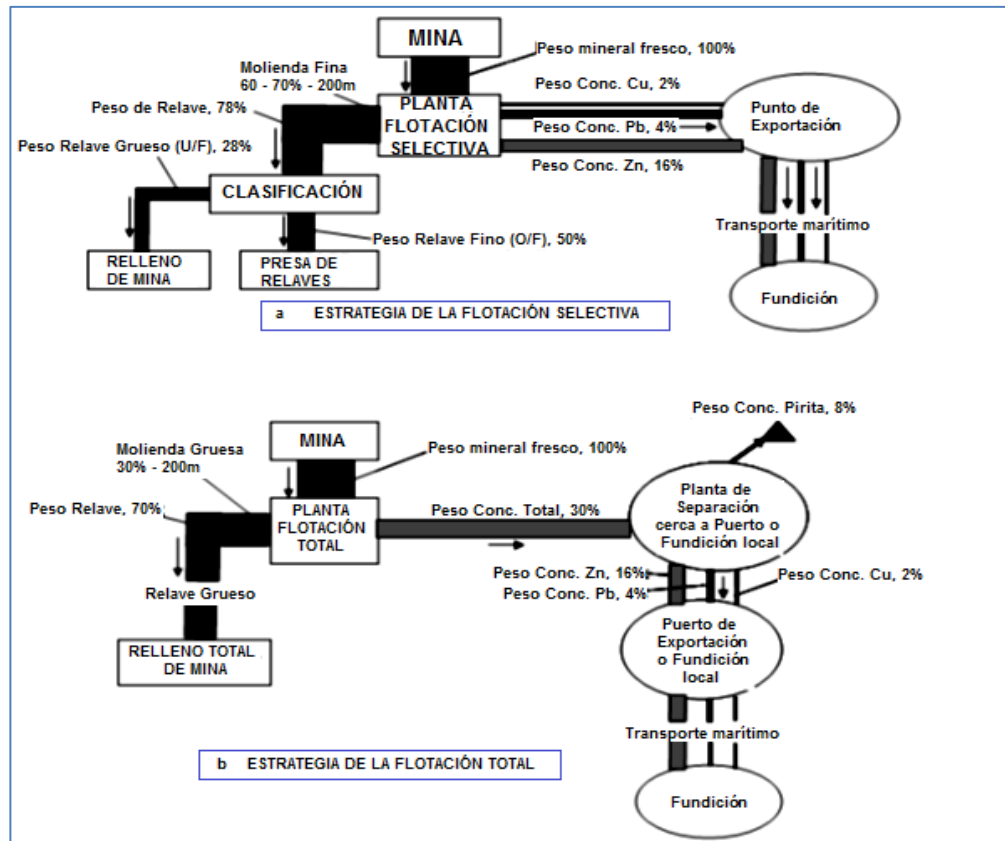 MINA
Peso mineral fresco, 100%
Molienda Fina
60 - 70% - 200m
Peso de Relave, 78%
PLANTA
FLOTACIÓN
SELECTIVA
Peso Conc. Cu, 2%
Peso Conc. Pb, 4%
Peso Conc. Zn, 16%
Punto de
Exportación
Peso Relave Grueso (U/F), 28%
CLASIFICACIÓN
Peso Relave Fino (O/F), 50%
RELLENO
DE MINA
PRESA DE
RELAVES
Transporte marítimo
Fundición
a ESTRATEGIA DE LA FLOTACIÓN SELECTIVA
Peso Conc. Pirita, 8%
MINA
Peso mineral fresco, 100%
Molienda Gruesa
30% - 200m
Peso Relave, 70%
PLANTA
FLOTACIÓN
TOTAL
Peso Conc. Total, 30%
Planta de
Separación
cerca a Puerto o
Fundición local
Peso Conc. Zn, 16%
Peso Conc. Pb, 4%
Peso Conc. Cu, 2%
Relave Grueso
RELLENO TOTAL
DE MINA
Puerto de
Exportación
o Fundición
local
Transporte marítimo
b ESTRATEGIA DE LA FLOTACIÓN TOTAL
Fundición